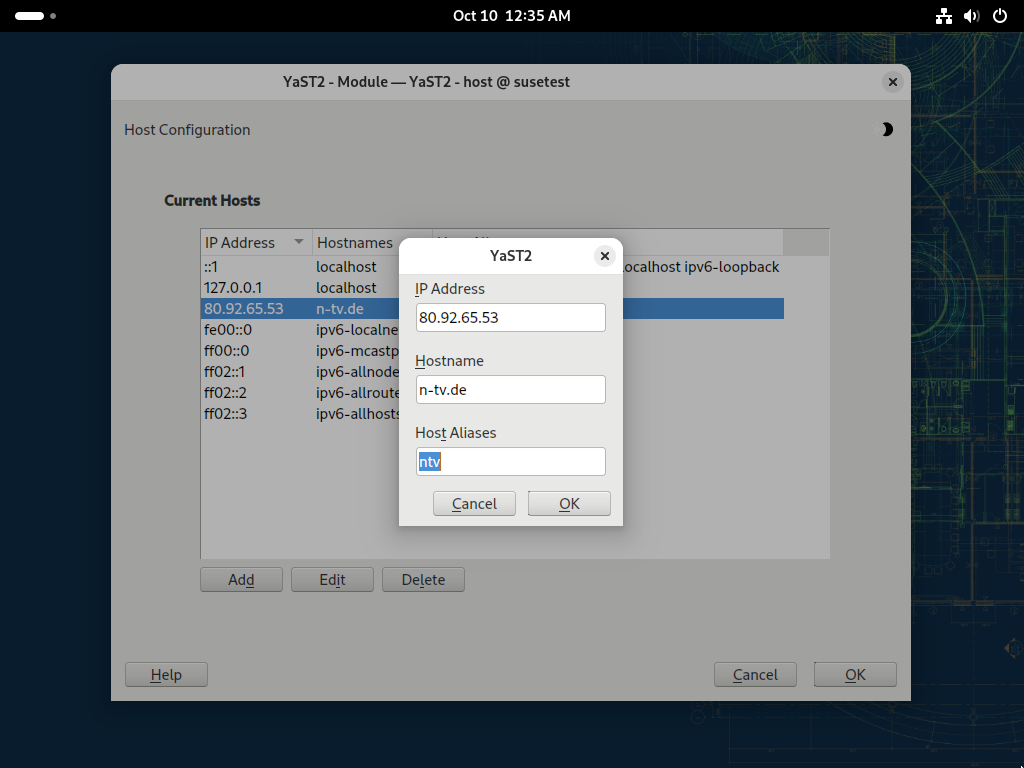 Oct 10 12:35 AM
YaST2 - Module — YaST2 - host @ susetest
Host Configuration
Current Hosts
IP Address Hostnames
::1 localhost localhost ipv6-loopback
127.0.0.1 localhost
80.92.65.53 n-tv.de
fe00::0 ipv6-localne
ff00::0 ipv6-mcastp
ff02::1 ipv6-allnode
ff02::2 ipv6-allroute
ff02::3 ipv6-allhosts
YaST2
IP Address
80.92.65.53
Hostname
n-tv.de
Host Aliases
ntv
Cancel OK
Add Edit Delete
Help Cancel OK